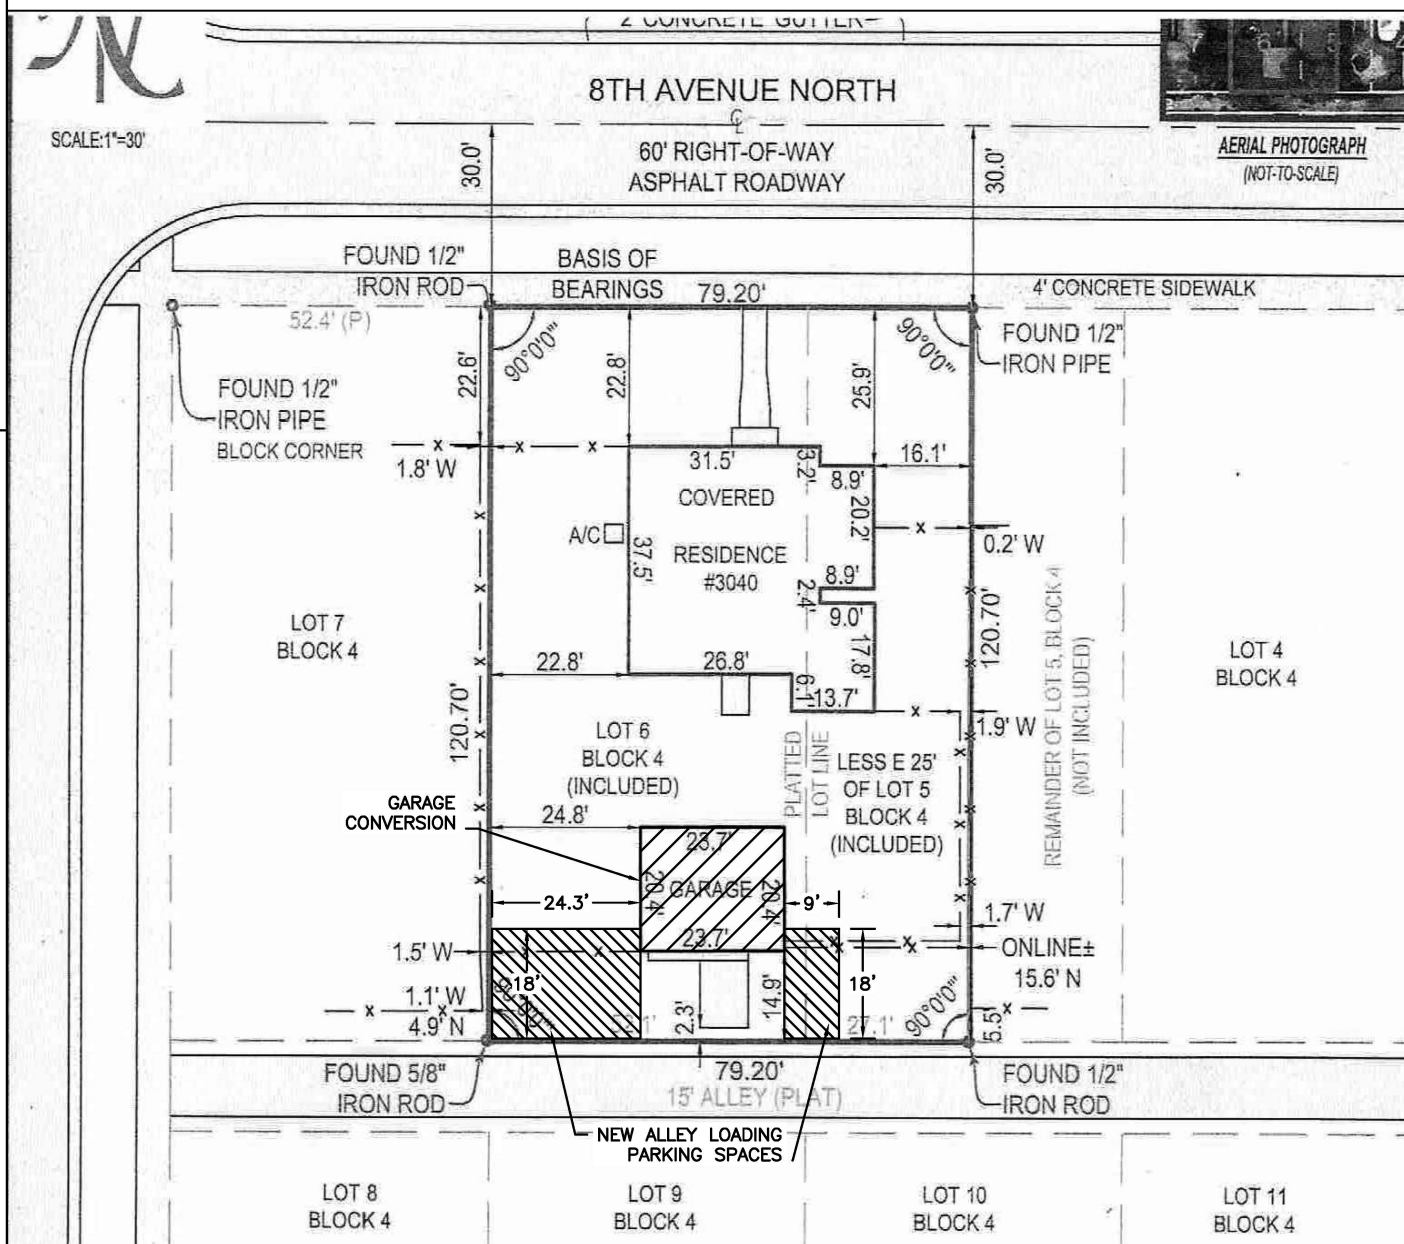 2' CONCRETE GUTTER
8TH AVENUE NORTH
SCALE:1"=30'
30.0'
60' RIGHT-OF-WAY
ASPHALT ROADWAY
30.0'
AERIAL PHOTOGRAPH
(NOT-TO-SCALE)
FOUND 1/2"
IRON ROD
BASIS OF
BEARINGS
79.20'
4' CONCRETE SIDEWALK
52.4' (P)
90°0'0"
90°0'0"
FOUND 1/2"
IRON PIPE
22.6'
22.8'
FOUND 1/2"
IRON PIPE
BLOCK CORNER
1.8' W
31.5'
3.2'
8.9'
16.1'
COVERED
20.2'
A/C
37.5'
RESIDENCE
#3040
0.2' W
8.9'
2.4'
9.0'
17.8'
LOT 7
BLOCK 4
120.70'
REMAINDER OF LOT 5, BLOCK 4
(NOT INCLUDED)
LOT 4
BLOCK 4
22.8'
26.8'
6.1'
13.7'
120.70'
1.9' W
LOT 6
BLOCK 4
(INCLUDED)
PLATTED
LOT LINE
LESS E 25'
OF LOT 5
BLOCK 4
(INCLUDED)
GARAGE
CONVERSION
24.8'
23.7'
20.4'
GARAGE
20.4'
24.3'
9'
1.7' W
23.7'
1.5' W
ONLINE±
15.6' N
18'
18'
14.9'
2.3'
1.1' W
4.9' N
27.1'
90°0'0"
5.5'
FOUND 5/8"
IRON ROD
79.20'
15' ALLEY (PLAT)
FOUND 1/2"
IRON ROD
NEW ALLEY LOADING
PARKING SPACES
LOT 8
BLOCK 4
LOT 9
BLOCK 4
LOT 10
BLOCK 4
LOT 11
BLOCK 4